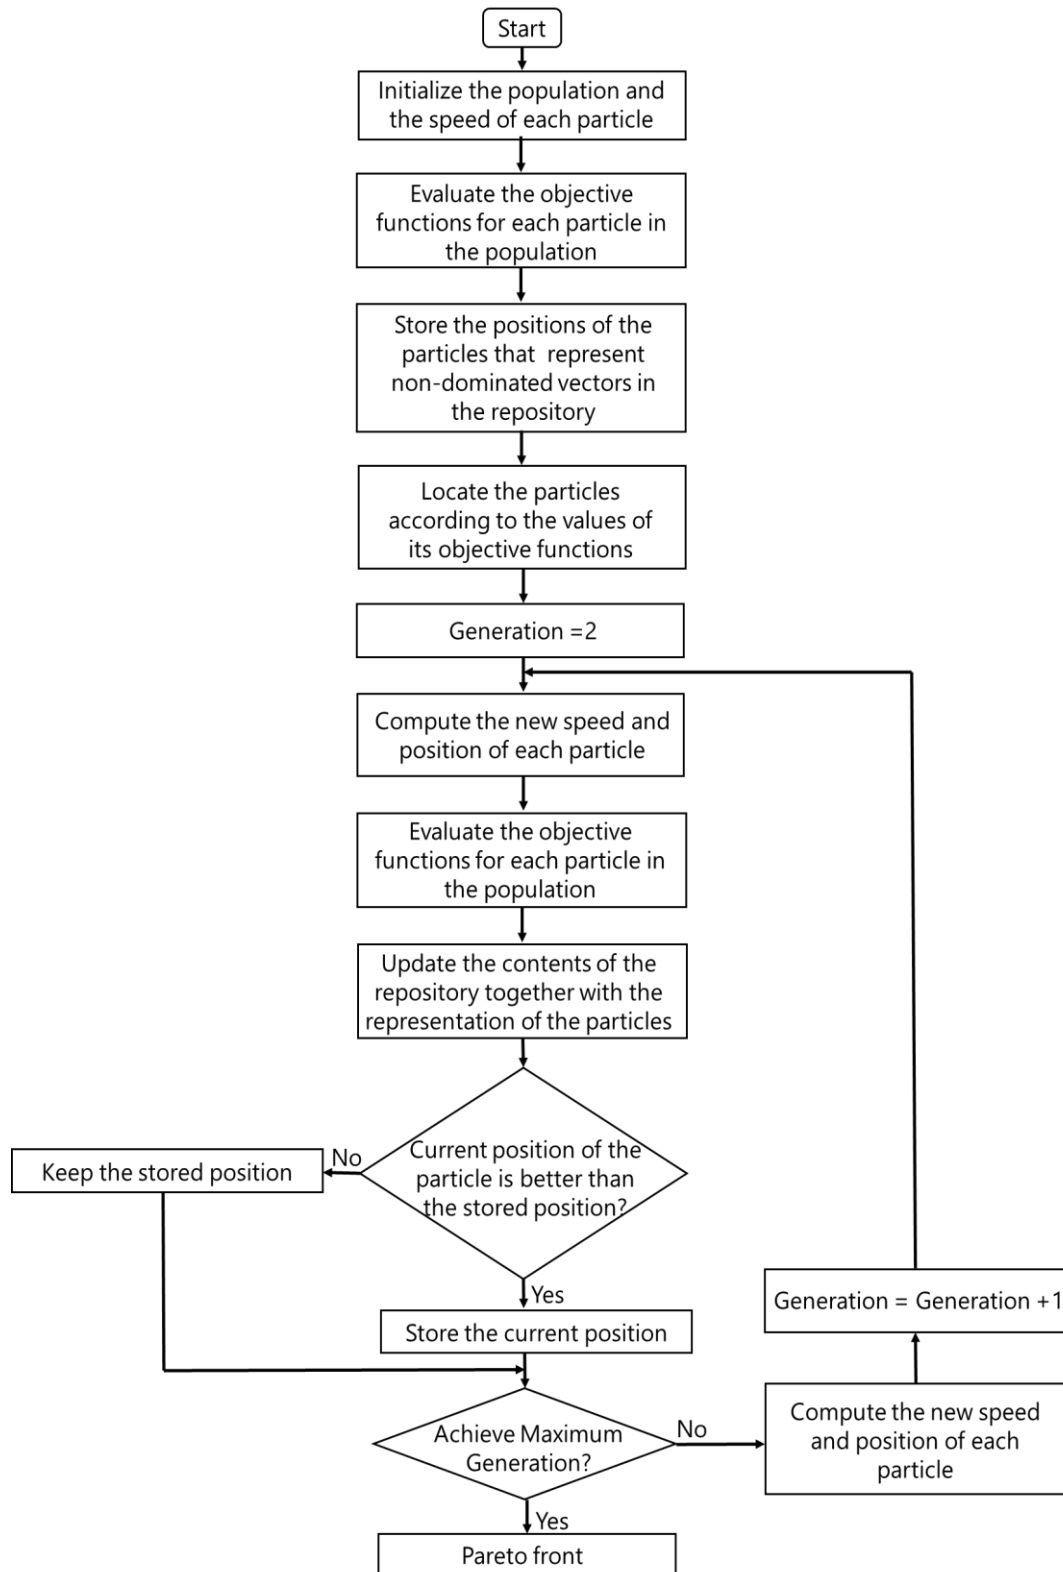 Start
Initialize the population and
the speed of each particle
Evaluate the objective
functions for each particle in
the population
Store the positions of the
particles that represent
non-dominated vectors in
the repository
Locate the particles
according to the values of
its objective functions
Generation =2
Compute the new speed and
position of each particle
Evaluate the objective
functions for each particle in
the population
Update the contents of the
repository together with the
representation of the particles
Current position of the
particle is better than
the stored position?
No
Keep the stored position
Yes
Store the current position
Achieve Maximum
Generation?
No
Compute the new speed
and position of each
particle
Generation = Generation +1
Yes
Pareto front